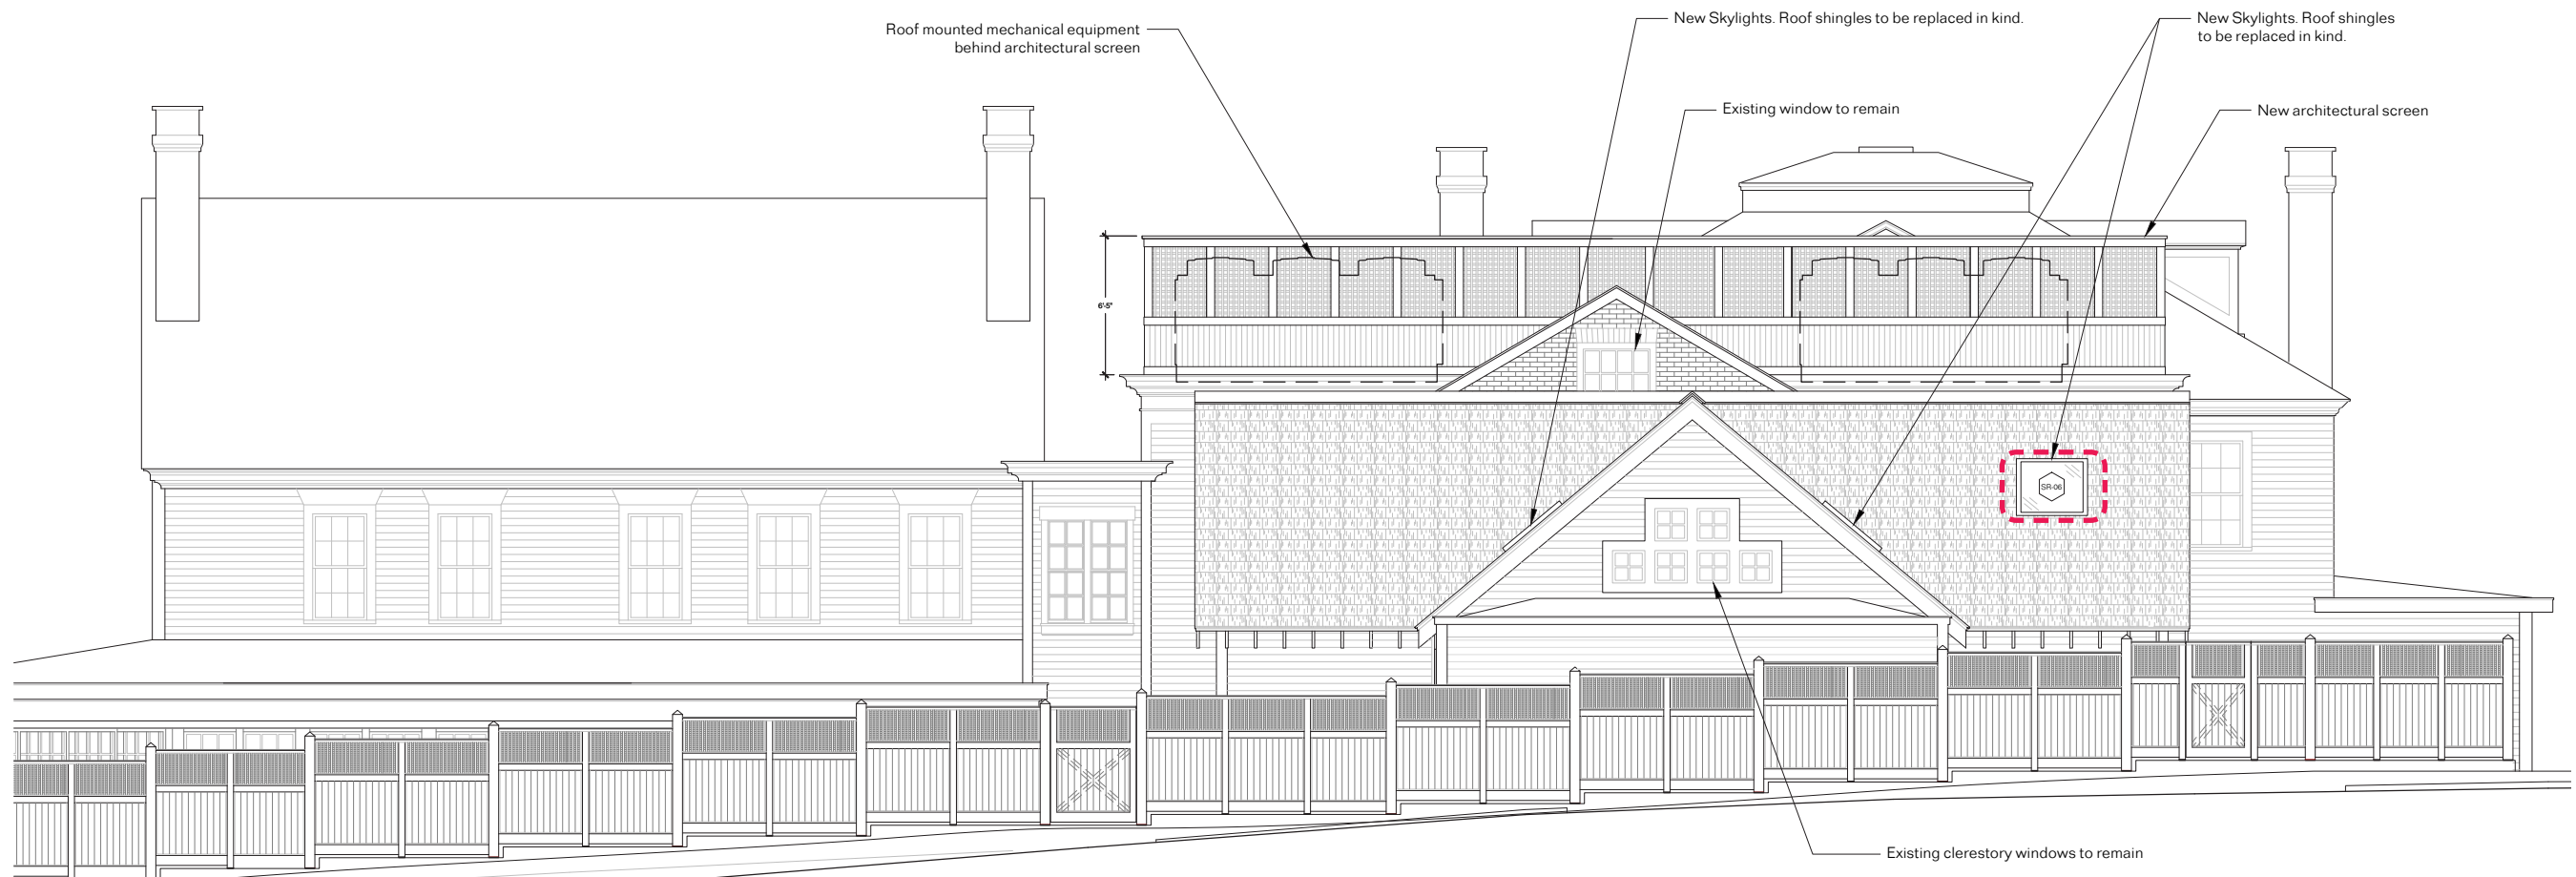 Roof mounted mechanical equipment
behind architectural screen
New Skylights. Roof shingles to be replaced in kind.
New Skylights. Roof shingles
to be replaced in kind.
Existing window to remain
New architectural screen
6'-5"
SR-06
Existing clerestory windows to remain